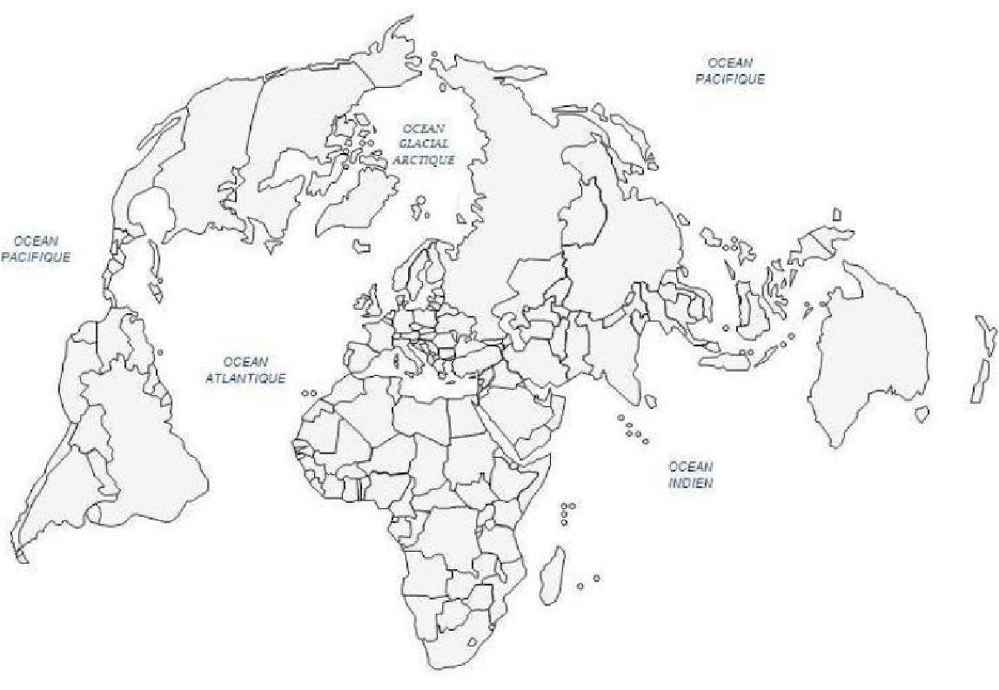 OCEAN
PACIFIQUE
OCEAN
GLACIAL
ARCTIQUE
OCEAN
PACIFIQUE
OCEAN
ATLANTIQUE
OCEAN
INDIEN